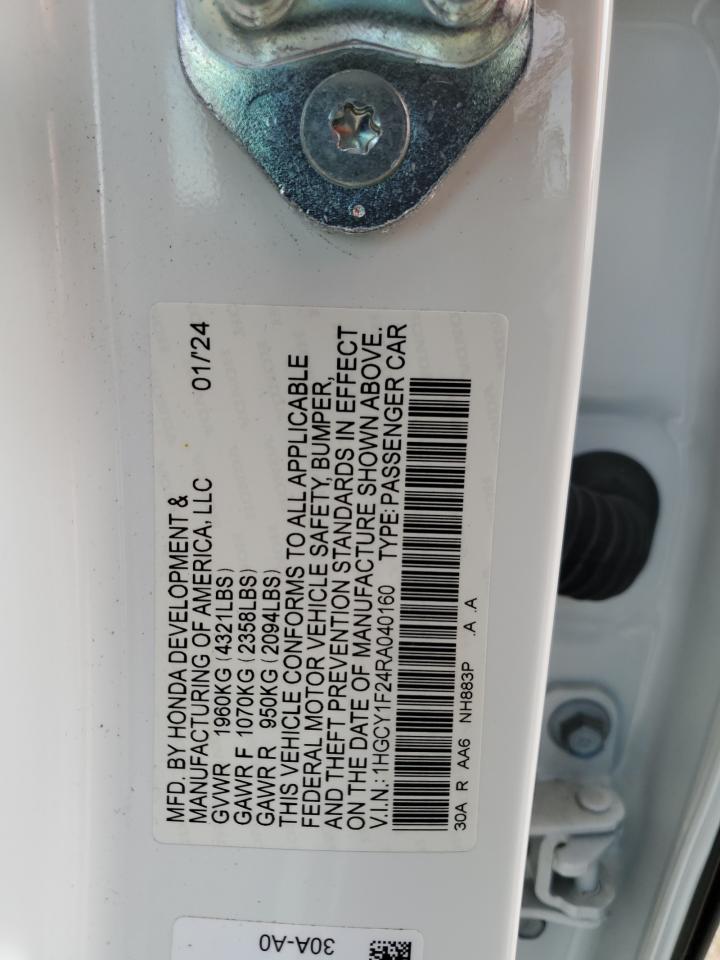 MFD. BY HONDA DEVELOPMENT &
MANUFACTURING OF AMERICA, LLC 01/'24
GVWR 1960KG (4321LBS)
GAWR F 1070KG (2358LBS)
GAWR R 950KG (2094LBS)
THIS VEHICLE CONFORMS TO ALL APPLICABLE
FEDERAL MOTOR VEHICLE SAFETY, BUMPER,
AND THEFT PREVENTION STANDARDS IN EFFECT
ON THE DATE OF MANUFACTURE SHOWN ABOVE.
V.I.N.: 1HGCY1F24RA040160 TYPE: PASSENGER CAR
30A R AA6 NH883P .A .A
30A-A0